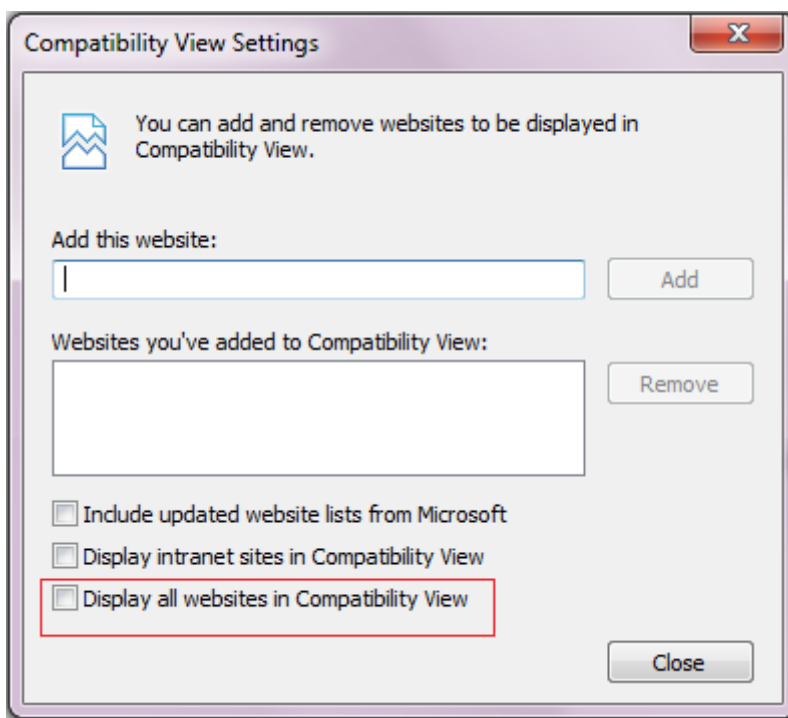 Compatibility View Settings
You can add and remove websites to be displayed in
Compatibility View.
Add this website:
Add
Websites you've added to Compatibility View:
Remove
Include updated website lists from Microsoft
Display intranet sites in Compatibility View
Display all websites in Compatibility View
Close